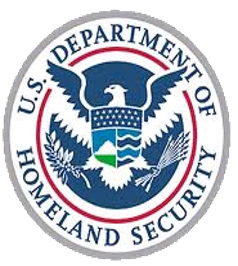 U.S. DEPARTMENT OF
HOMELAND SECURITY